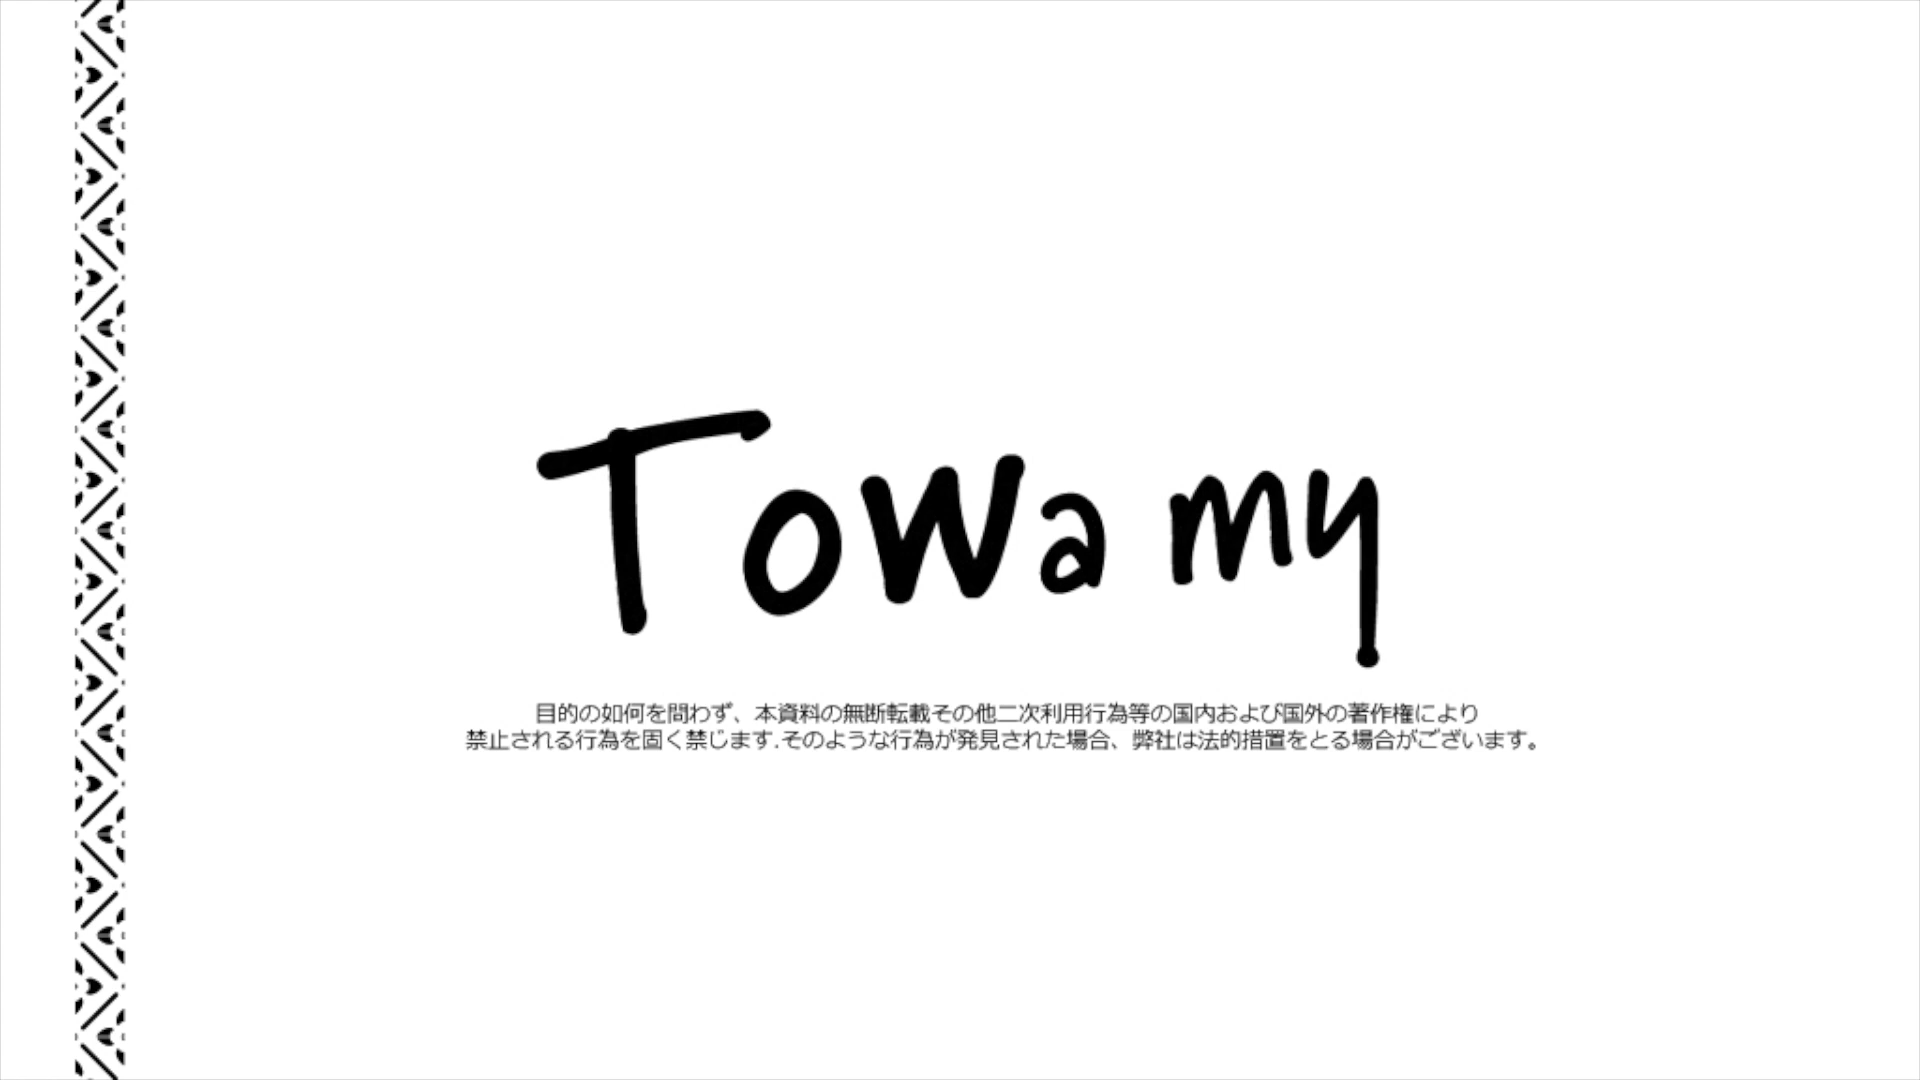 Towa my
目的の如何を問わず、本資料の無断転載その他二次利用行為等の国内および国外の著作権により
禁止される行為を固く禁じます.そのような行為が発見された場合、弊社は法的措置をとる場合がございます。